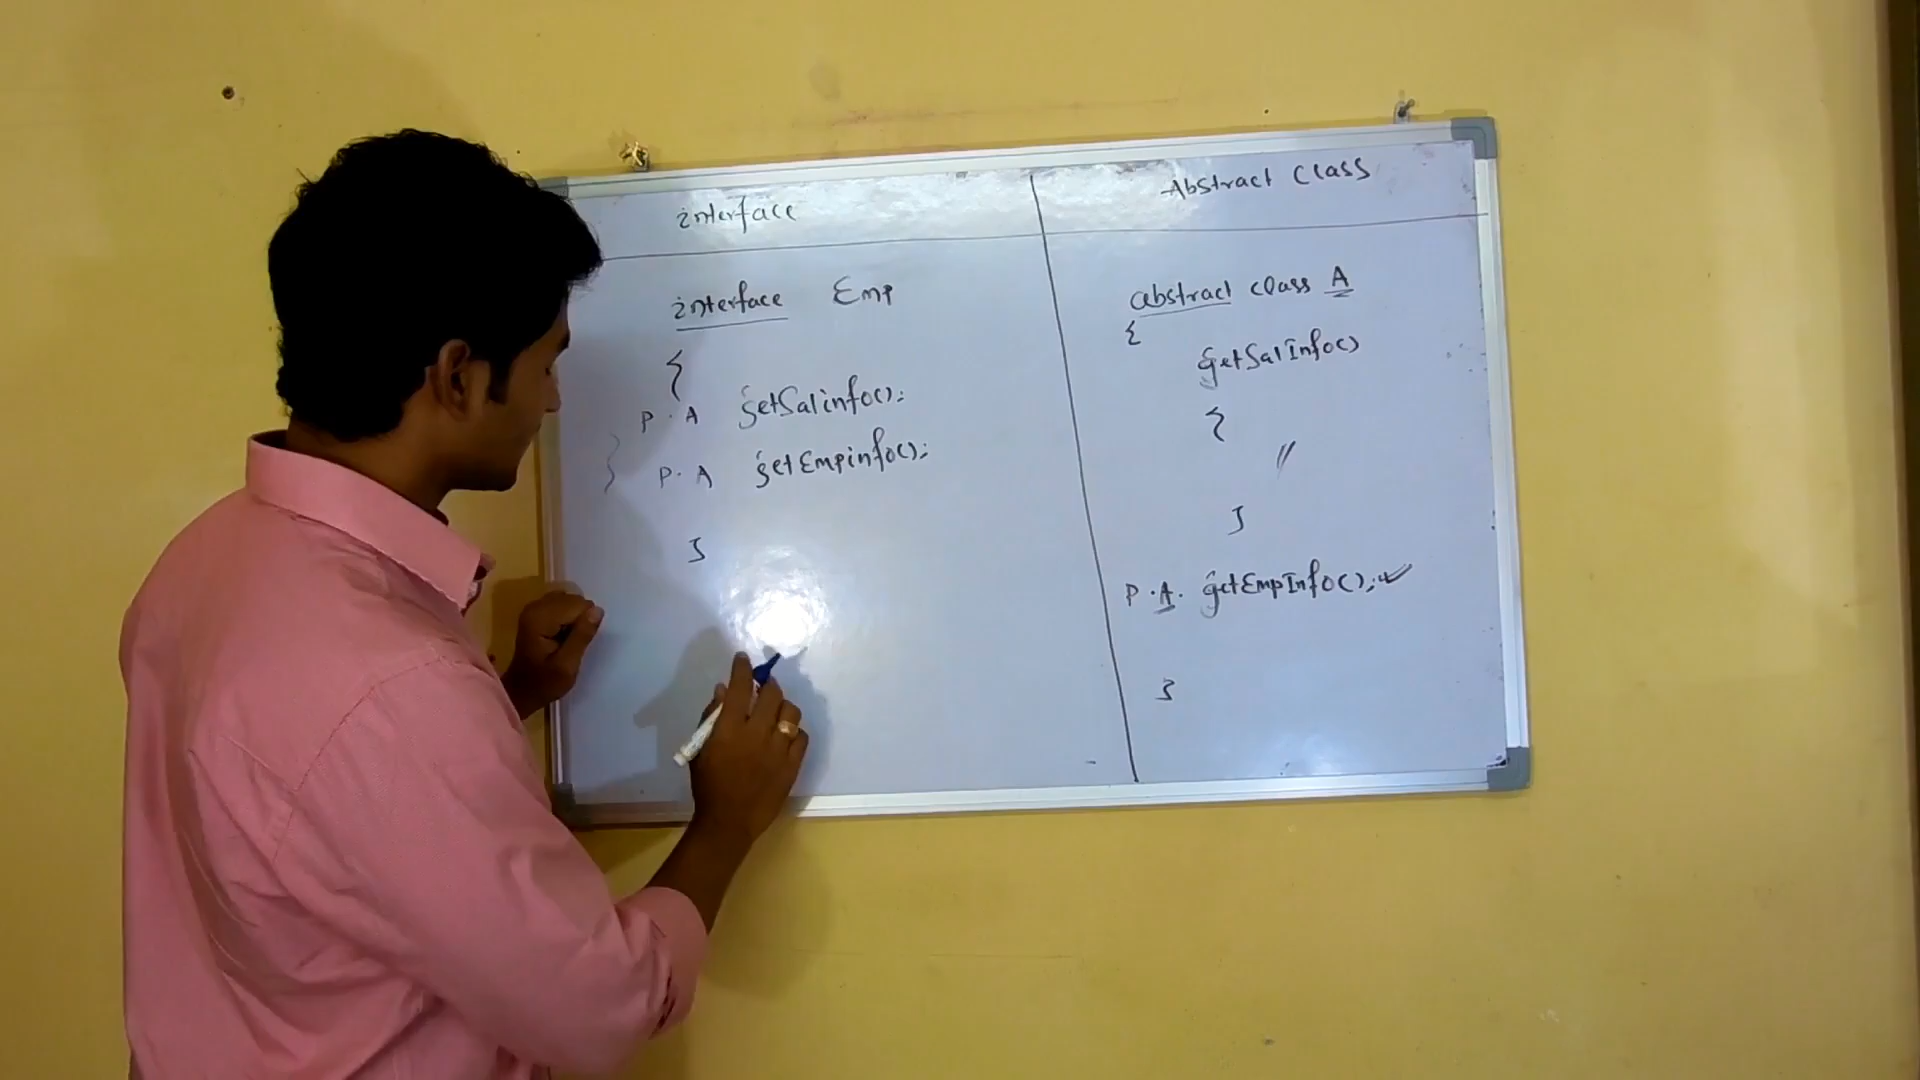 interface
interface Emp
{
P. A getSalinfo();
} P. A getEmpinfo();
}
Abstract Class
abstract class A
{
getSalInfo()
{
//
}
P.A. getEmpInfo();
}